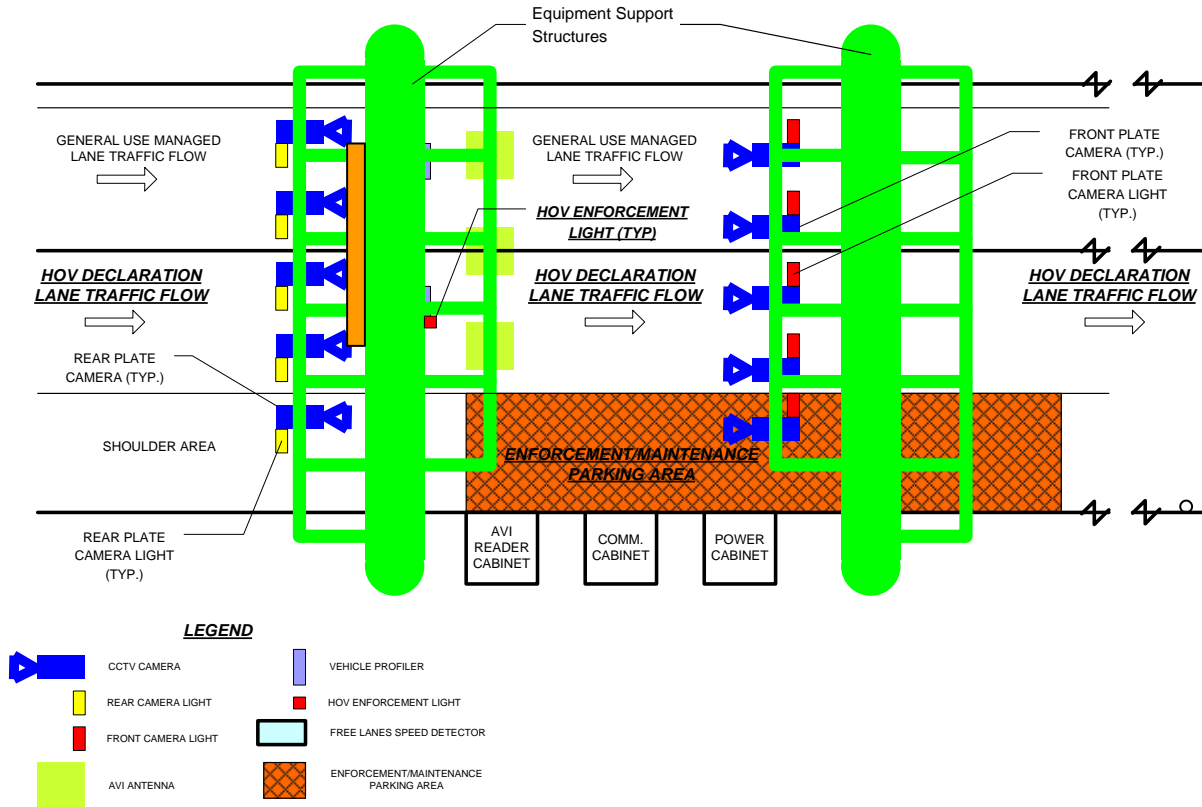 Equipment Support
Structures
GENERAL USE MANAGED
LANE TRAFFIC FLOW
GENERAL USE MANAGED
LANE TRAFFIC FLOW
FRONT PLATE
CAMERA (TYP.)
FRONT PLATE
CAMERA LIGHT
(TYP.)
HOV ENFORCEMENT
LIGHT (TYP)
HOV DECLARATION
LANE TRAFFIC FLOW
HOV DECLARATION
LANE TRAFFIC FLOW
HOV DECLARATION
LANE TRAFFIC FLOW
REAR PLATE
CAMERA (TYP.)
SHOULDER AREA
ENFORCEMENT/MAINTENANCE
PARKING AREA
REAR PLATE
CAMERA LIGHT
(TYP.)
AVI
READER
CABINET
COMM.
CABINET
POWER
CABINET
LEGEND
CCTV CAMERA
VEHICLE PROFILER
REAR CAMERA LIGHT
HOV ENFORCEMENT LIGHT
FRONT CAMERA LIGHT
FREE LANES SPEED DETECTOR
AVI ANTENNA
ENFORCEMENT/MAINTENANCE
PARKING AREA